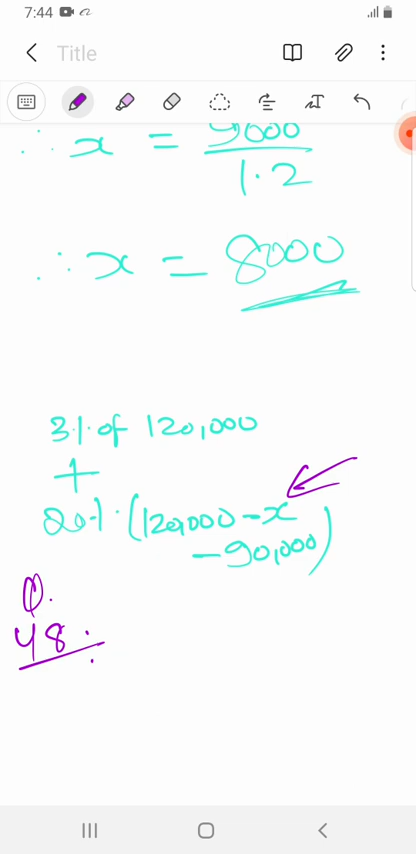 7:44
Title
∴ x = 9600
1.2
∴ x = 8000
3% of 120,000
+
20% (120,000 - x
- 90,000)
Q.
48: